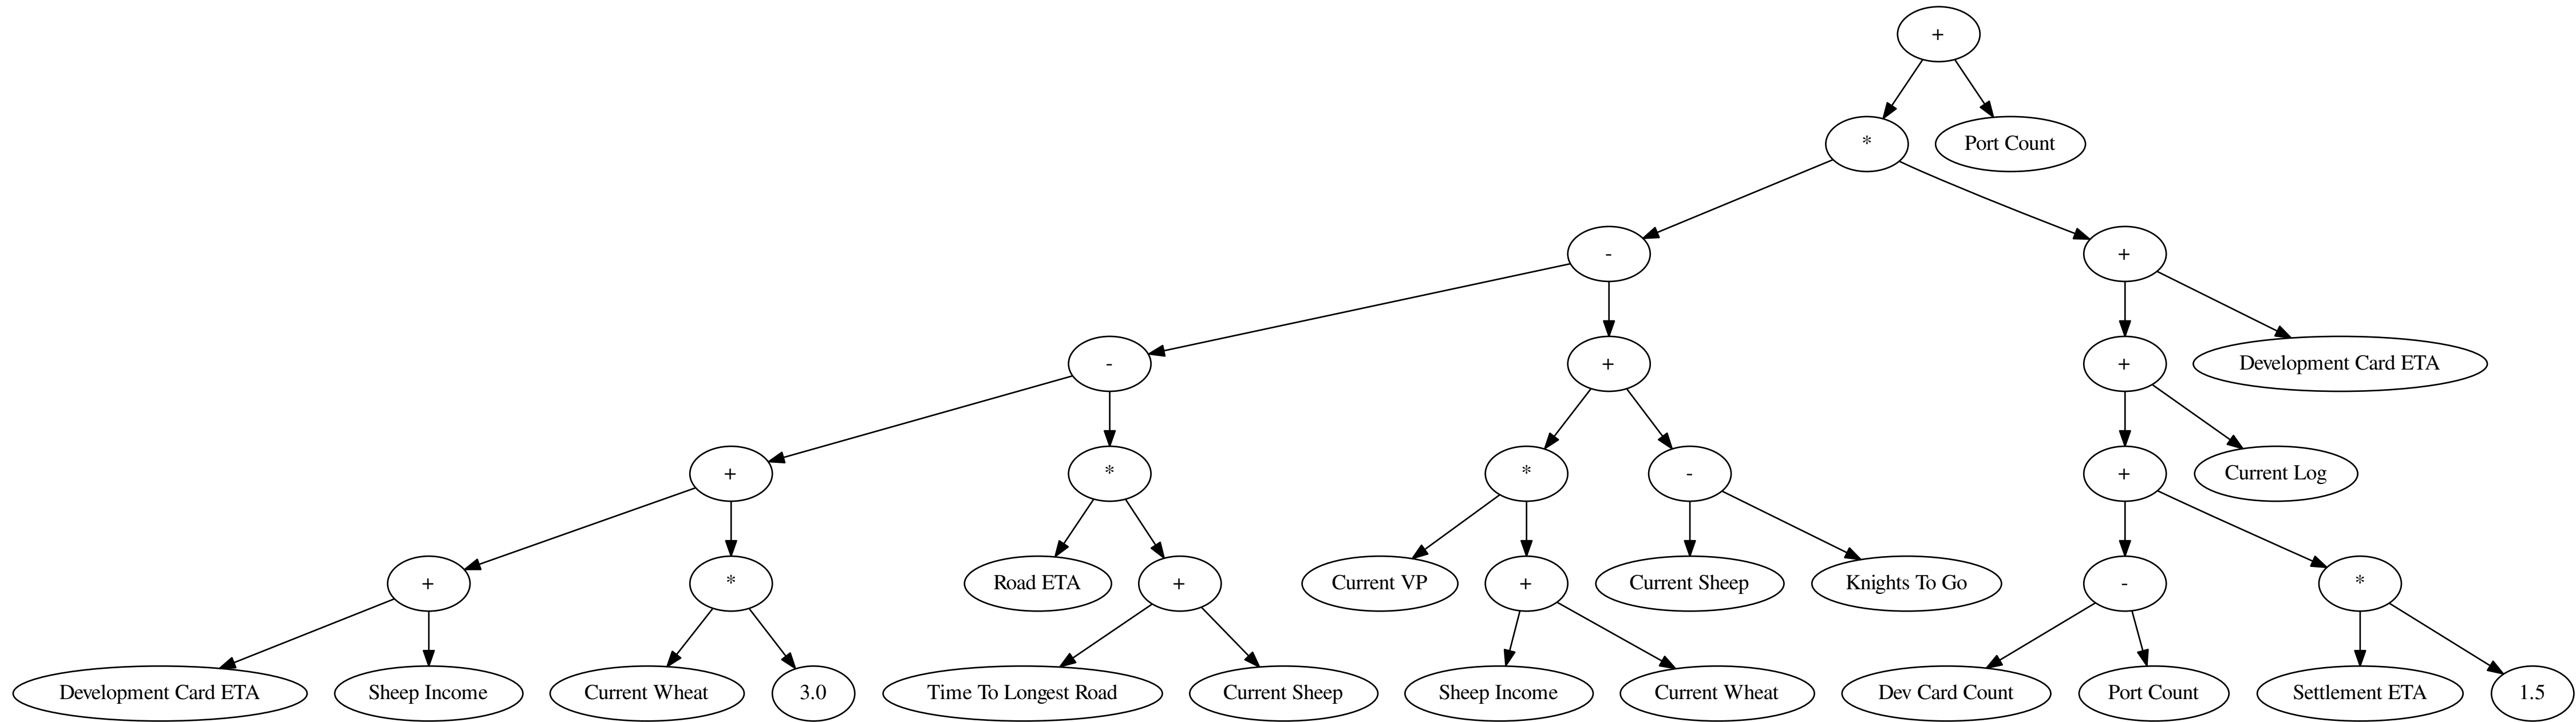 +
* Port Count
- +
- + Development Card ETA
+ * * - + Current Log
+ * Road ETA + Current VP + Current Sheep Knights To Go - *
Development Card ETA Sheep Income Current Wheat 3.0 Time To Longest Road Current Sheep Sheep Income Current Wheat Dev Card Count Port Count Settlement ETA 1.5